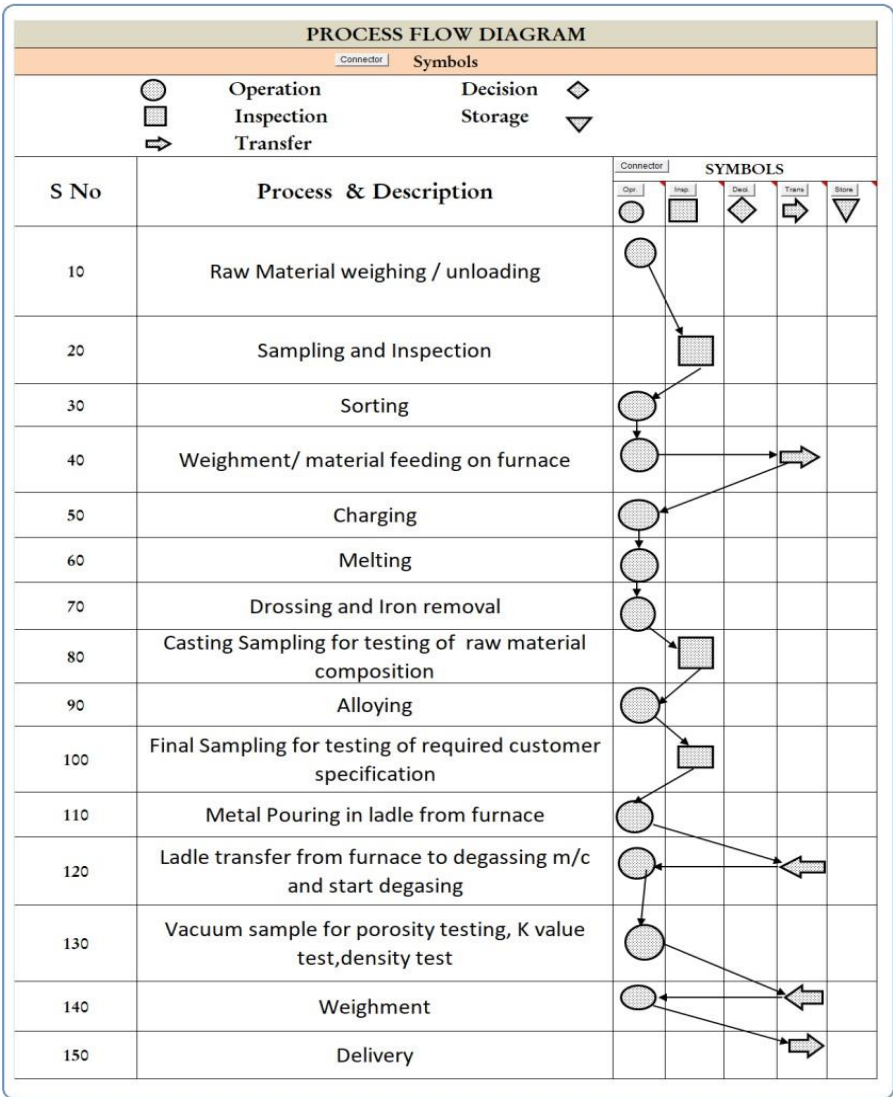 PROCESS FLOW DIAGRAM
Connector Symbols
Operation Decision
Inspection Storage
Transfer
S No Process & Description Connector SYMBOLS
Opr. Insp. Deci. Trans Store
10 Raw Material weighing / unloading
20 Sampling and Inspection
30 Sorting
40 Weighment/ material feeding on furnace
50 Charging
60 Melting
70 Drossing and Iron removal
80 Casting Sampling for testing of raw material
composition
90 Alloying
100 Final Sampling for testing of required customer
specification
110 Metal Pouring in ladle from furnace
120 Ladle transfer from furnace to degassing m/c
and start degasing
130 Vacuum sample for porosity testing, K value
test,density test
140 Weighment
150 Delivery